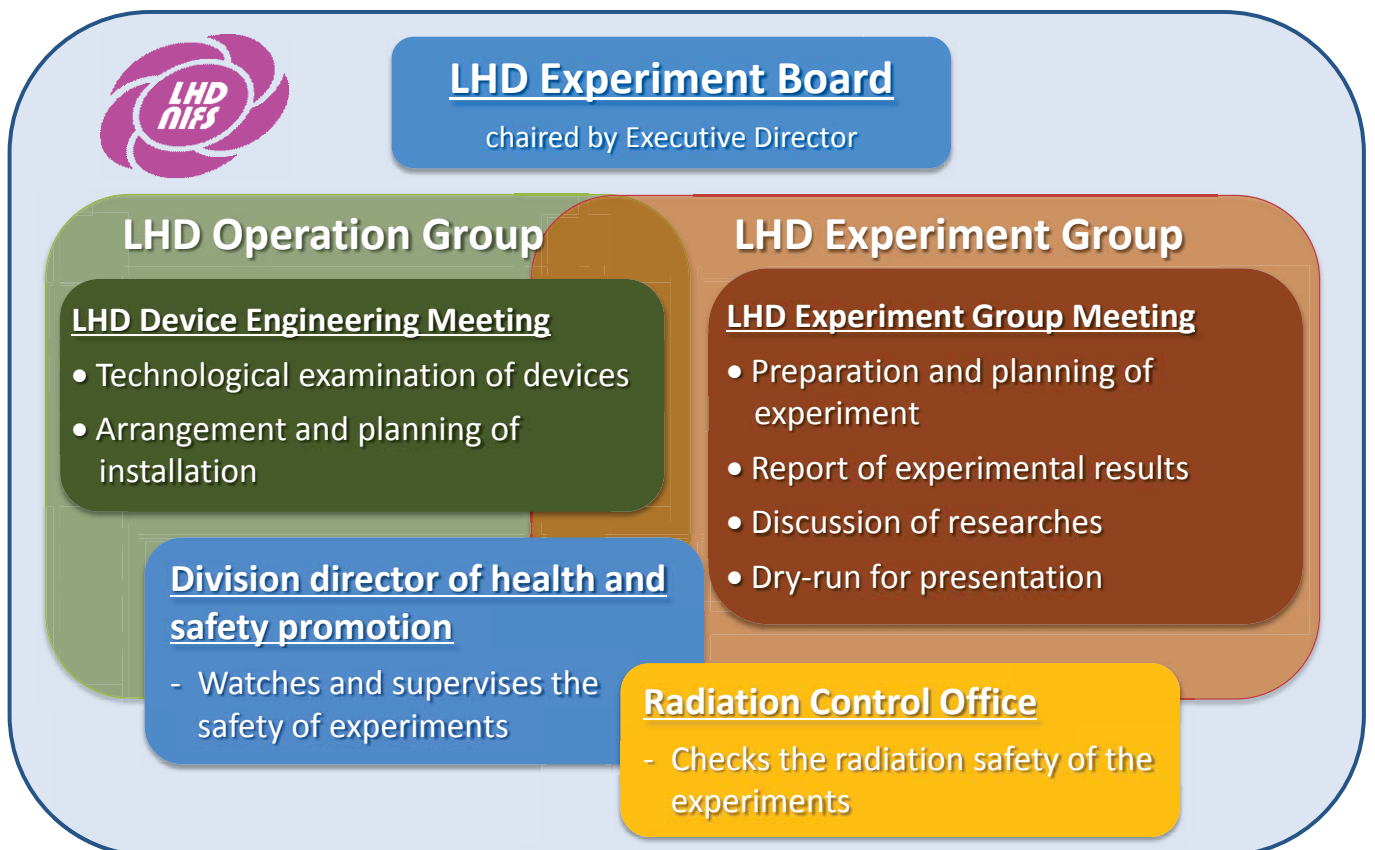 LHD
NIFS
LHD Experiment Board
chaired by Executive Director
LHD Operation Group
LHD Device Engineering Meeting
• Technological examination of devices
• Arrangement and planning of
installation
LHD Experiment Group
LHD Experiment Group Meeting
• Preparation and planning of
experiment
• Report of experimental results
• Discussion of researches
• Dry-run for presentation
Division director of health and
safety promotion
- Watches and supervises the
safety of experiments
Radiation Control Office
- Checks the radiation safety of the
experiments